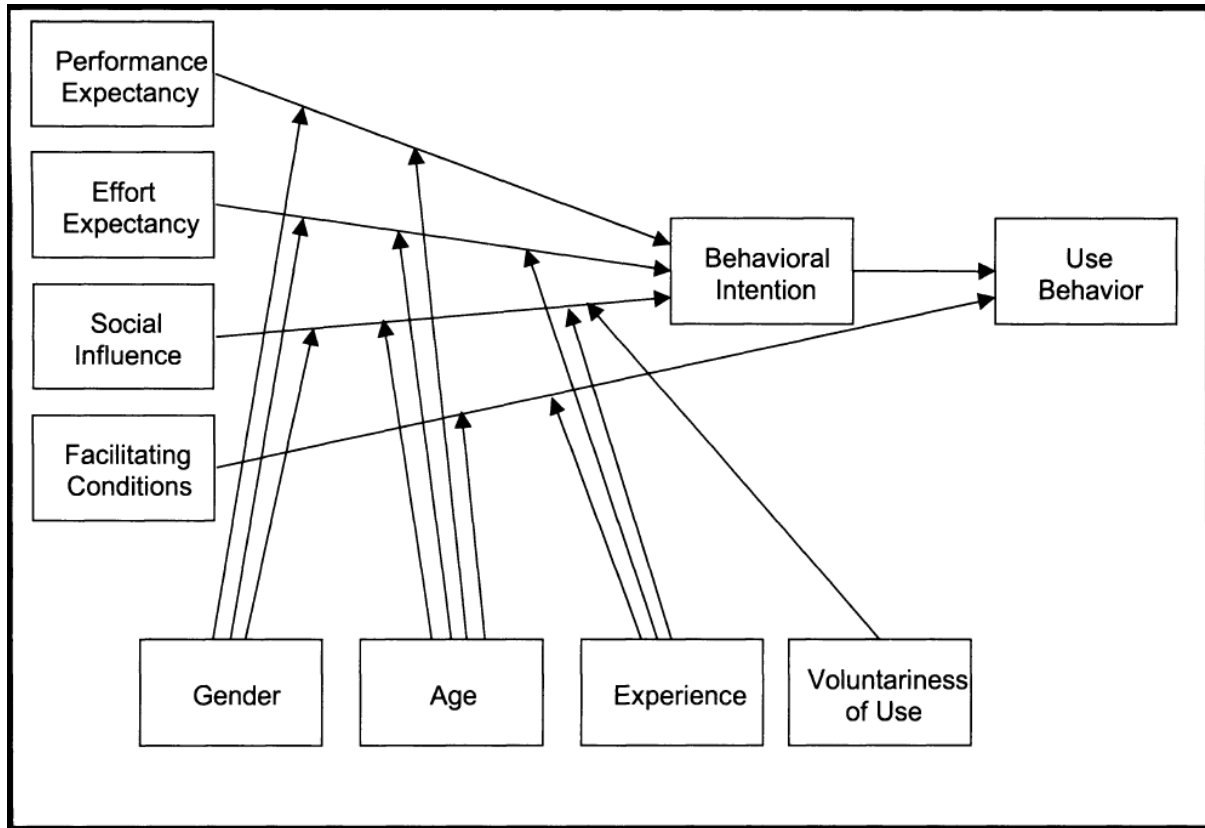 Performance
Expectancy
Effort
Expectancy
Social
Influence
Facilitating
Conditions
Behavioral
Intention
Use
Behavior
Gender
Age
Experience
Voluntariness
of Use